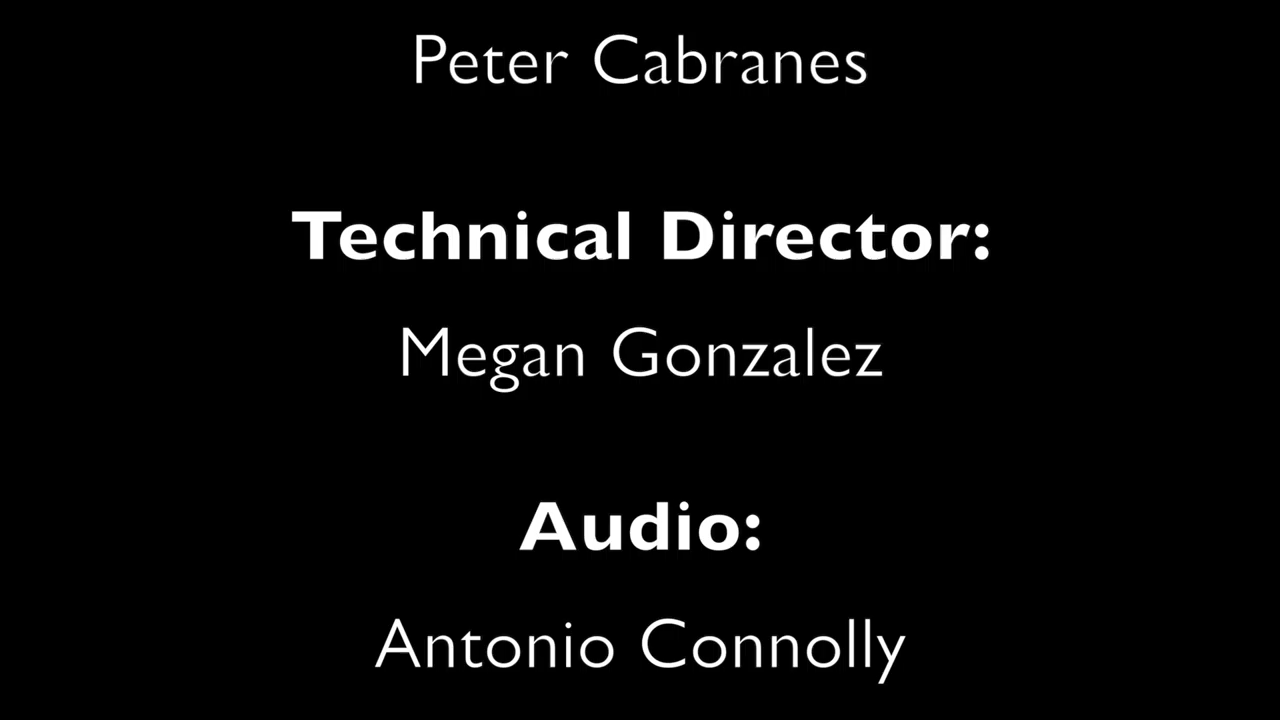 Peter Cabranes
Technical Director:
Megan Gonzalez
Audio:
Antonio Connolly